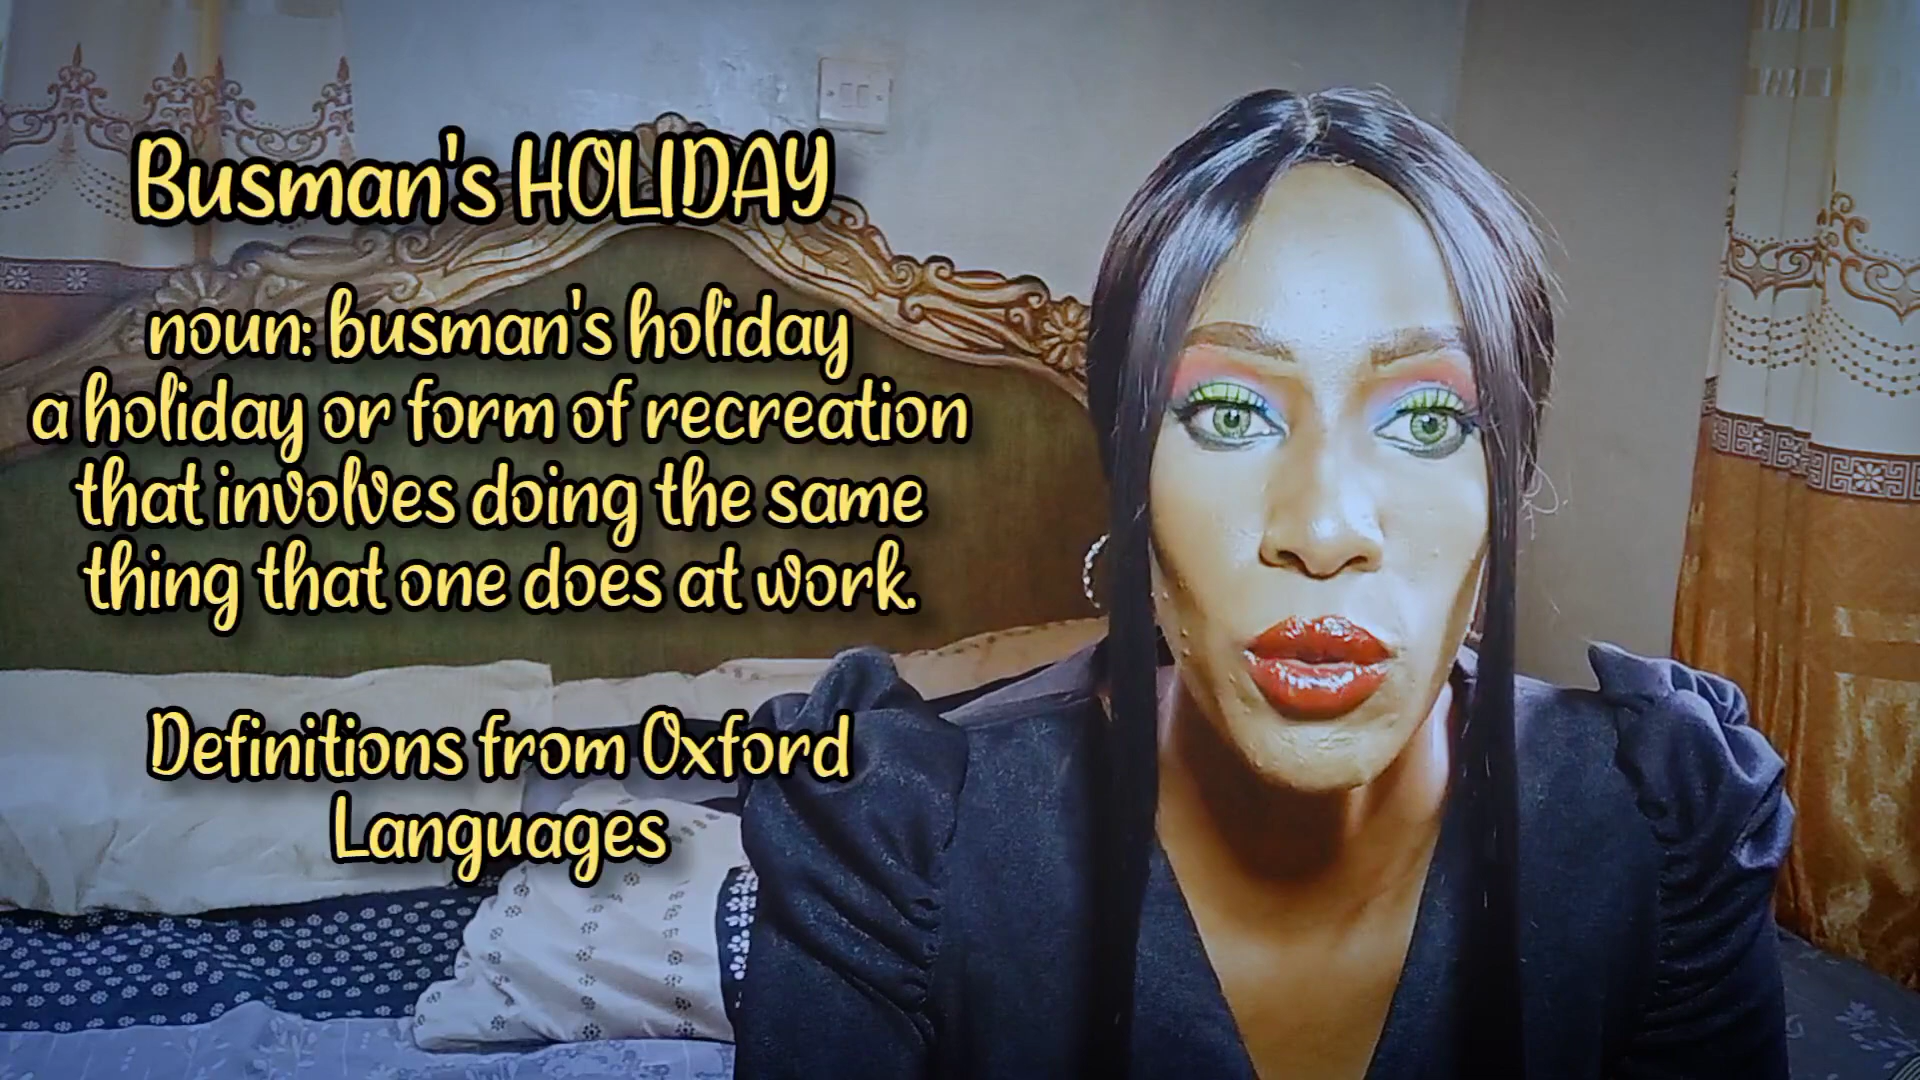 Busman's HOLIDAY
noun: busman's holiday
a holiday or form of recreation
that involves doing the same
thing that one does at work.
Definitions from Oxford
Languages